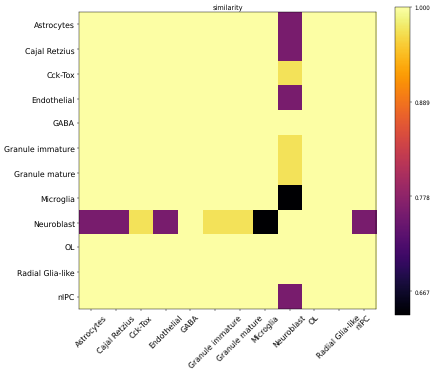 similarity
Astrocytes
Cajal Retzius
Cck-Tox
Endothelial
GABA
Granule immature
Granule mature
Microglia
Neuroblast
OL
Radial Glia-like
nIPC
Astrocytes
Cajal Retzius
Cck-Tox
Endothelial
GABA
Granule immature
Granule mature
Microglia
Neuroblast
OL
Radial Glia-like
nIPC
1.000
0.889
0.778
0.667